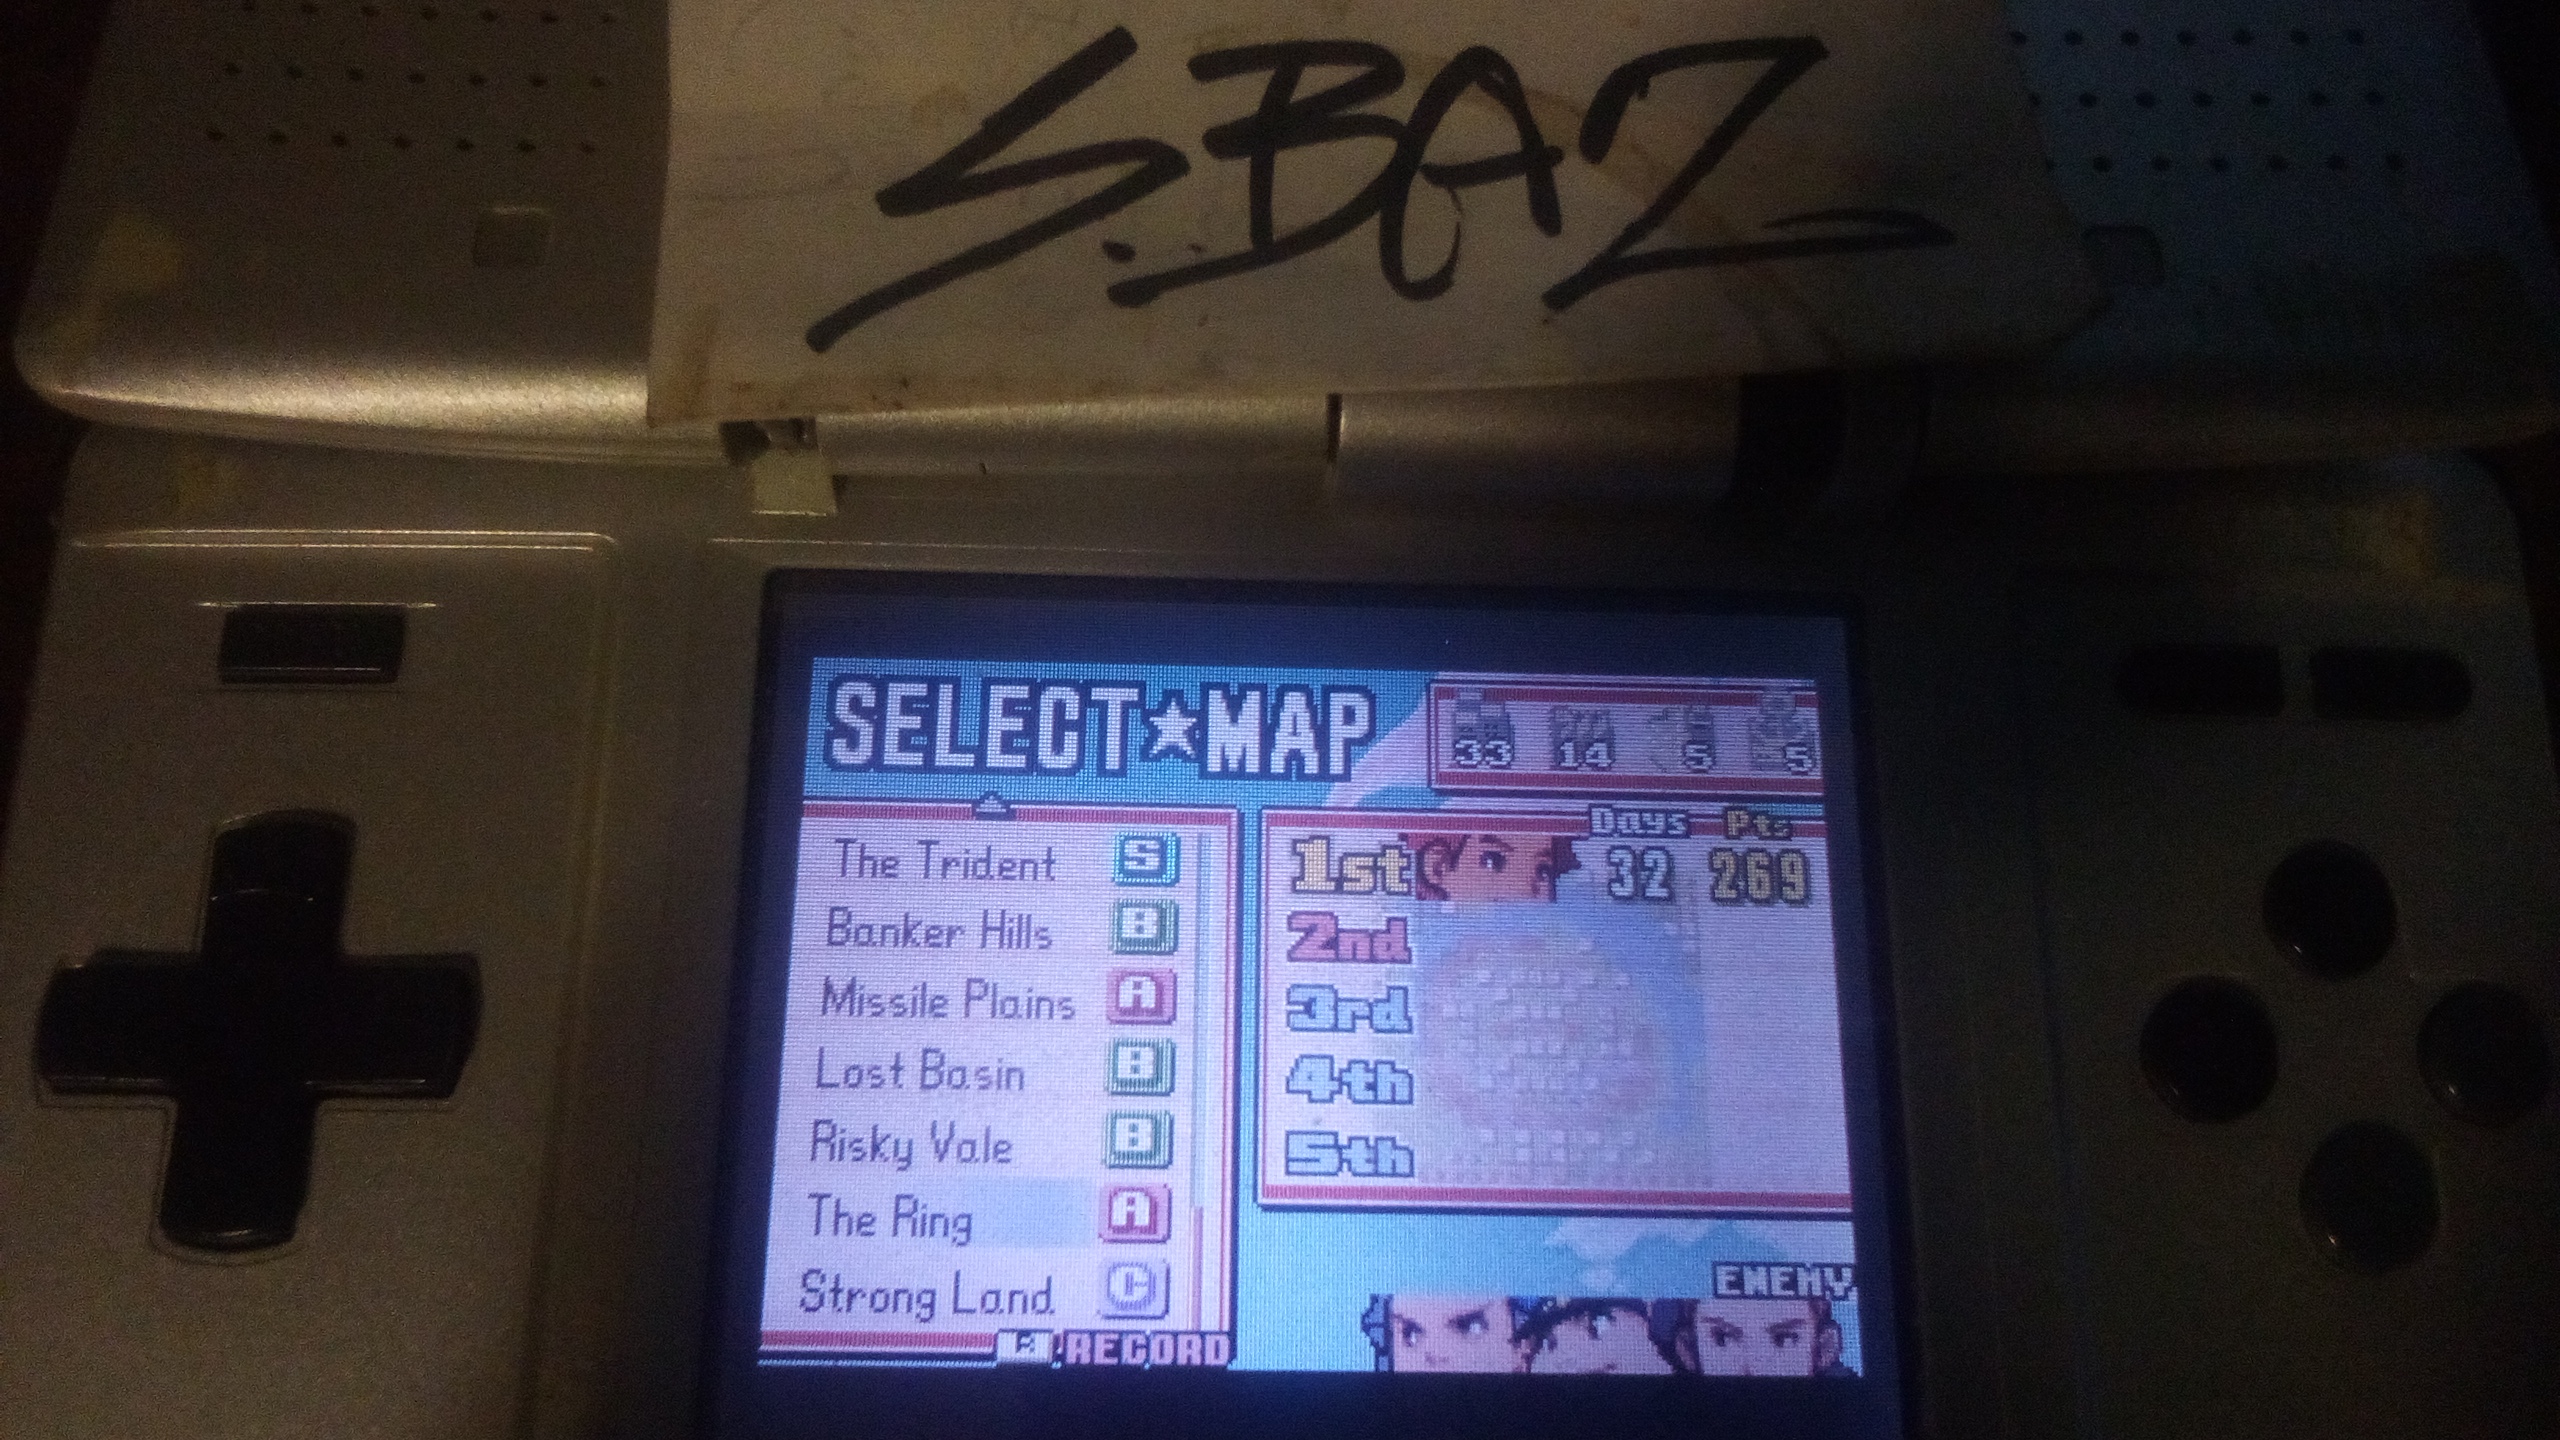 S.BAZ
SELECT★MAP
33 14 5 5
Days Pts
The Trident S
Banker Hills B
Missile Plains A
Lost Basin B
Risky Vale B
The Ring A
Strong Land C
RECORD
1st 32 269
2nd
3rd
4th
5th
ENEMY